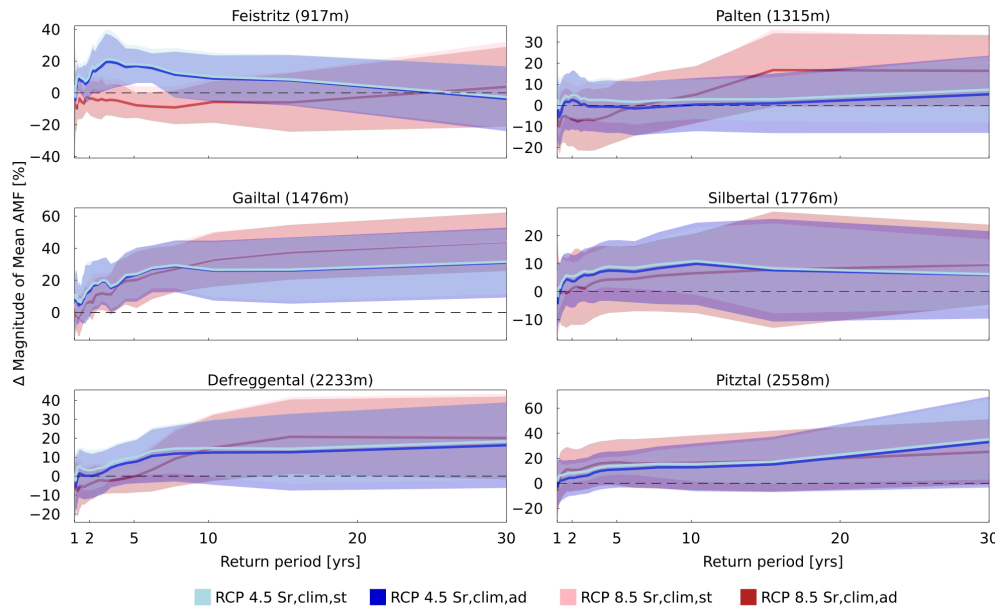 Feistritz (917m)
Palten (1315m)
40
20
0
−20
−40
30
20
10
0
−10
−20
Δ Magnitude of Mean AMF [%]
Gailtal (1476m)
Silbertal (1776m)
60
40
20
0
20
10
0
−10
Defreggental (2233m)
Pitztal (2558m)
40
30
20
10
0
−10
−20
60
40
20
0
−20
1 2 5 10 20 30
1 2 5 10 20 30
Return period [yrs]
Return period [yrs]
RCP 4.5 Sr,clim,st RCP 4.5 Sr,clim,ad RCP 8.5 Sr,clim,st RCP 8.5 Sr,clim,ad